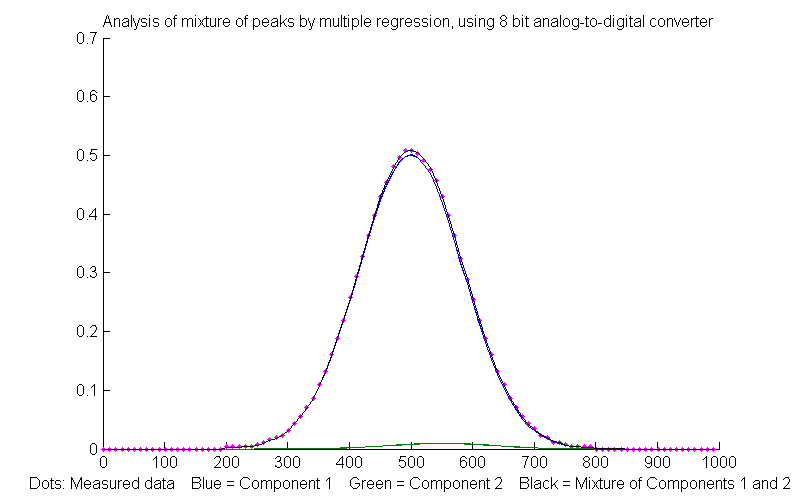 Analysis of mixture of peaks by multiple regression, using 8 bit analog-to-digital converter
0.7
0.6
0.5
0.4
0.3
0.2
0.1
0
0 100 200 300 400 500 600 700 800 900 1000
Dots: Measured data Blue = Component 1 Green = Component 2 Black = Mixture of Components 1 and 2